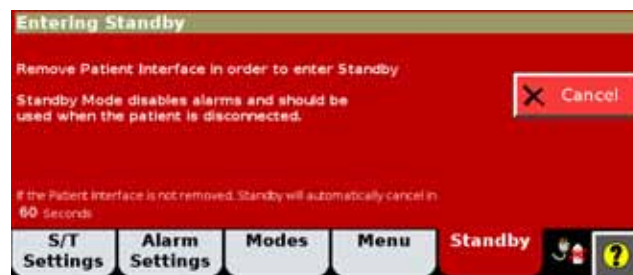 Entering Standby
Remove Patient Interface in order to enter Standby
Standby Mode disables alarms and should be
used when the patient is disconnected.
Cancel
If the Patient Interface is not removed, Standby will automatically cancel in
60 Seconds
S/T
Settings
Alarm
Settings
Modes
Menu
Standby
?